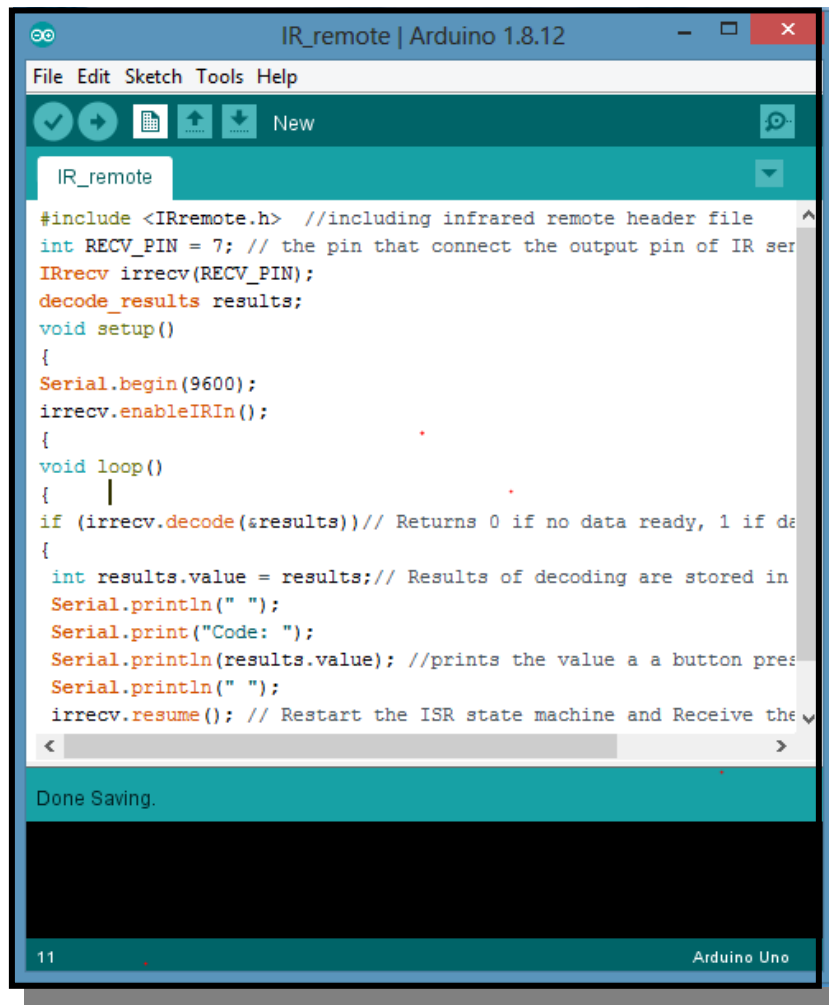 IR_remote | Arduino 1.8.12
File Edit Sketch Tools Help
New
IR_remote
#include <IRremote.h>  //including infrared remote header file
int RECV_PIN = 7; // the pin that connect the output pin of IR ser
IRrecv irrecv(RECV_PIN);
decode_results results;
void setup()
{
Serial.begin(9600);
irrecv.enableIRIn();
{
void loop()
{
if (irrecv.decode(&results))// Returns 0 if no data ready, 1 if da
{
 int results.value = results;// Results of decoding are stored in
 Serial.println(" ");
 Serial.print("Code: ");
 Serial.println(results.value); //prints the value a a button pres
 Serial.println(" ");
 irrecv.resume(); // Restart the ISR state machine and Receive the
Done Saving.
11
Arduino Uno